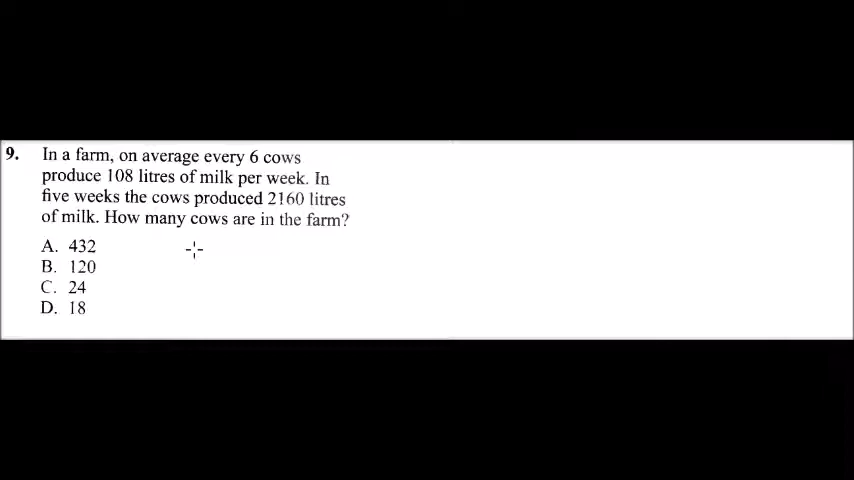 9. In a farm, on average every 6 cows
produce 108 litres of milk per week. In
five weeks the cows produced 2160 litres
of milk. How many cows are in the farm?
A. 432
B. 120
C. 24
D. 18